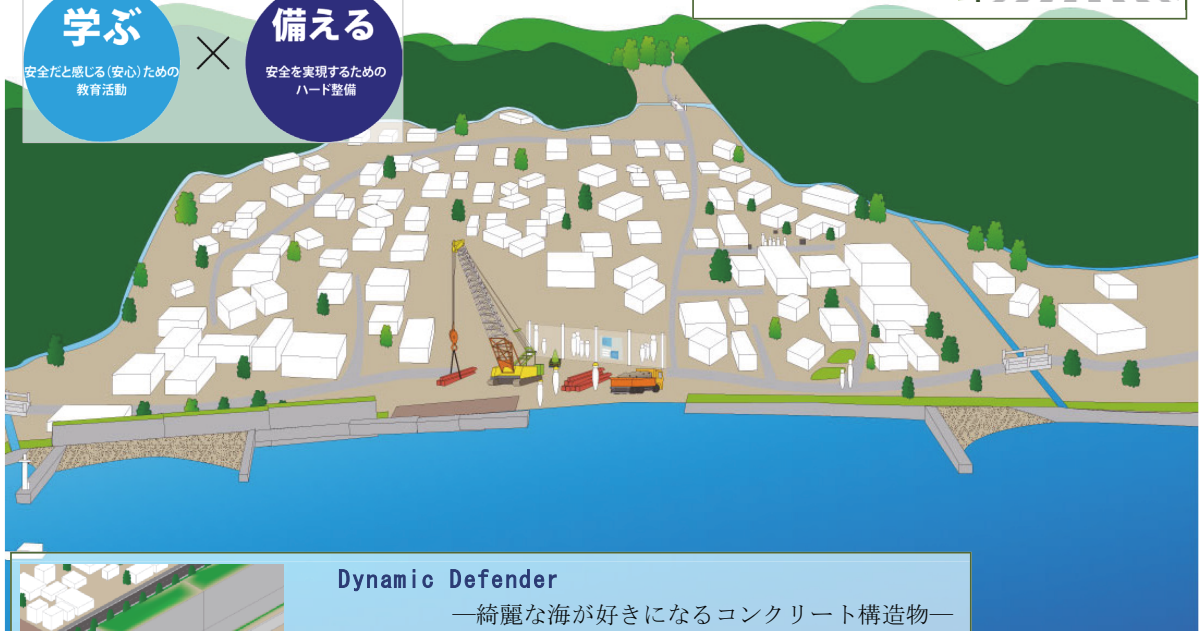 学ぶ
安全だと感じる（安心）ための
教育活動
×
備える
安全を実現するための
ハード整備
Dynamic Defender
―綺麗な海が好きになるコンクリート構造物―